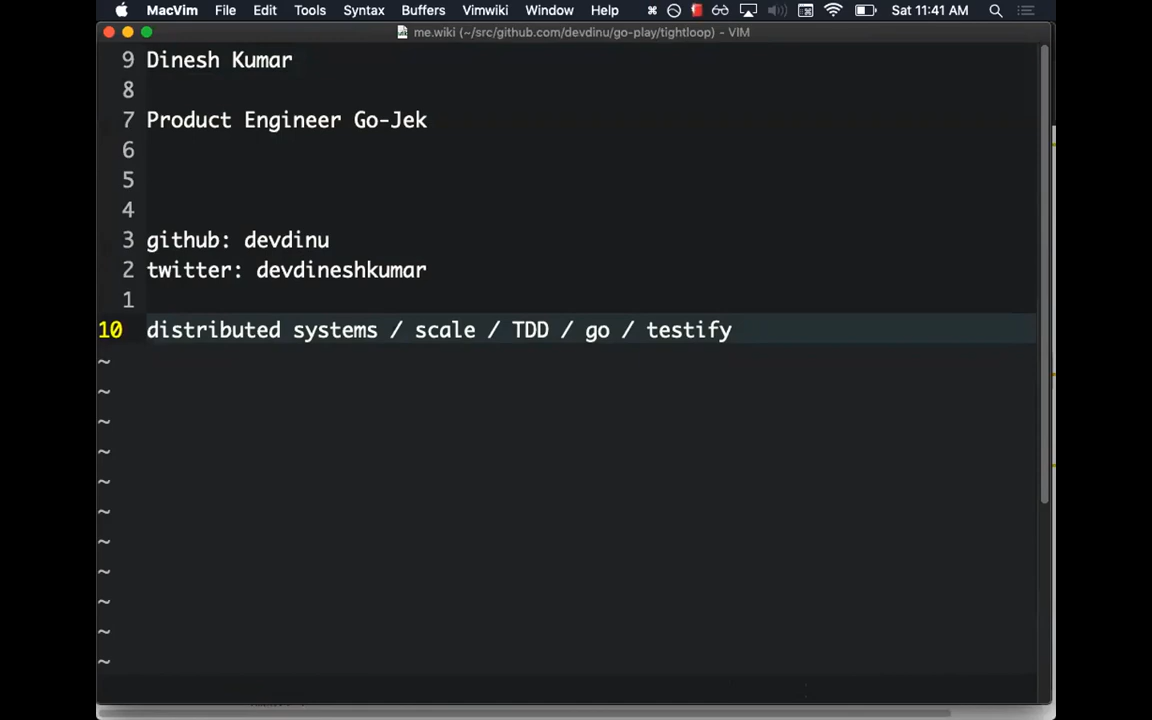 MacVim File Edit Tools Syntax Buffers Vimwiki Window Help Sat 11:41 AM
me.wiki (~/src/github.com/devdinu/go-play/tightloop) - VIM
9 Dinesh Kumar
8
7 Product Engineer Go-Jek
6
5
4
3 github: devdinu
2 twitter: devdineshkumar
1
10 distributed systems / scale / TDD / go / testify
~
~
~
~
~
~
~
~
~
~
~